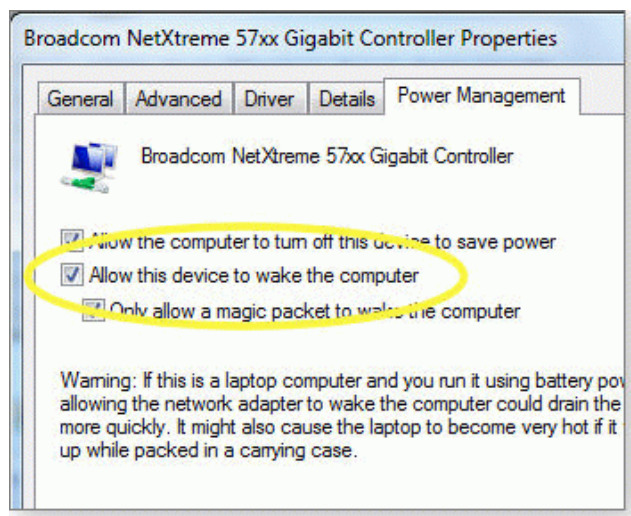 Broadcom NetXtreme 57xx Gigabit Controller Properties
General Advanced Driver Details Power Management
Broadcom NetXtreme 57xx Gigabit Controller
Allow the computer to turn off this device to save power
Allow this device to wake the computer
Only allow a magic packet to wake the computer
Warning: If this is a laptop computer and you run it using battery pow
allowing the network adapter to wake the computer could drain the
more quickly. It might also cause the laptop to become very hot if it
up while packed in a carrying case.